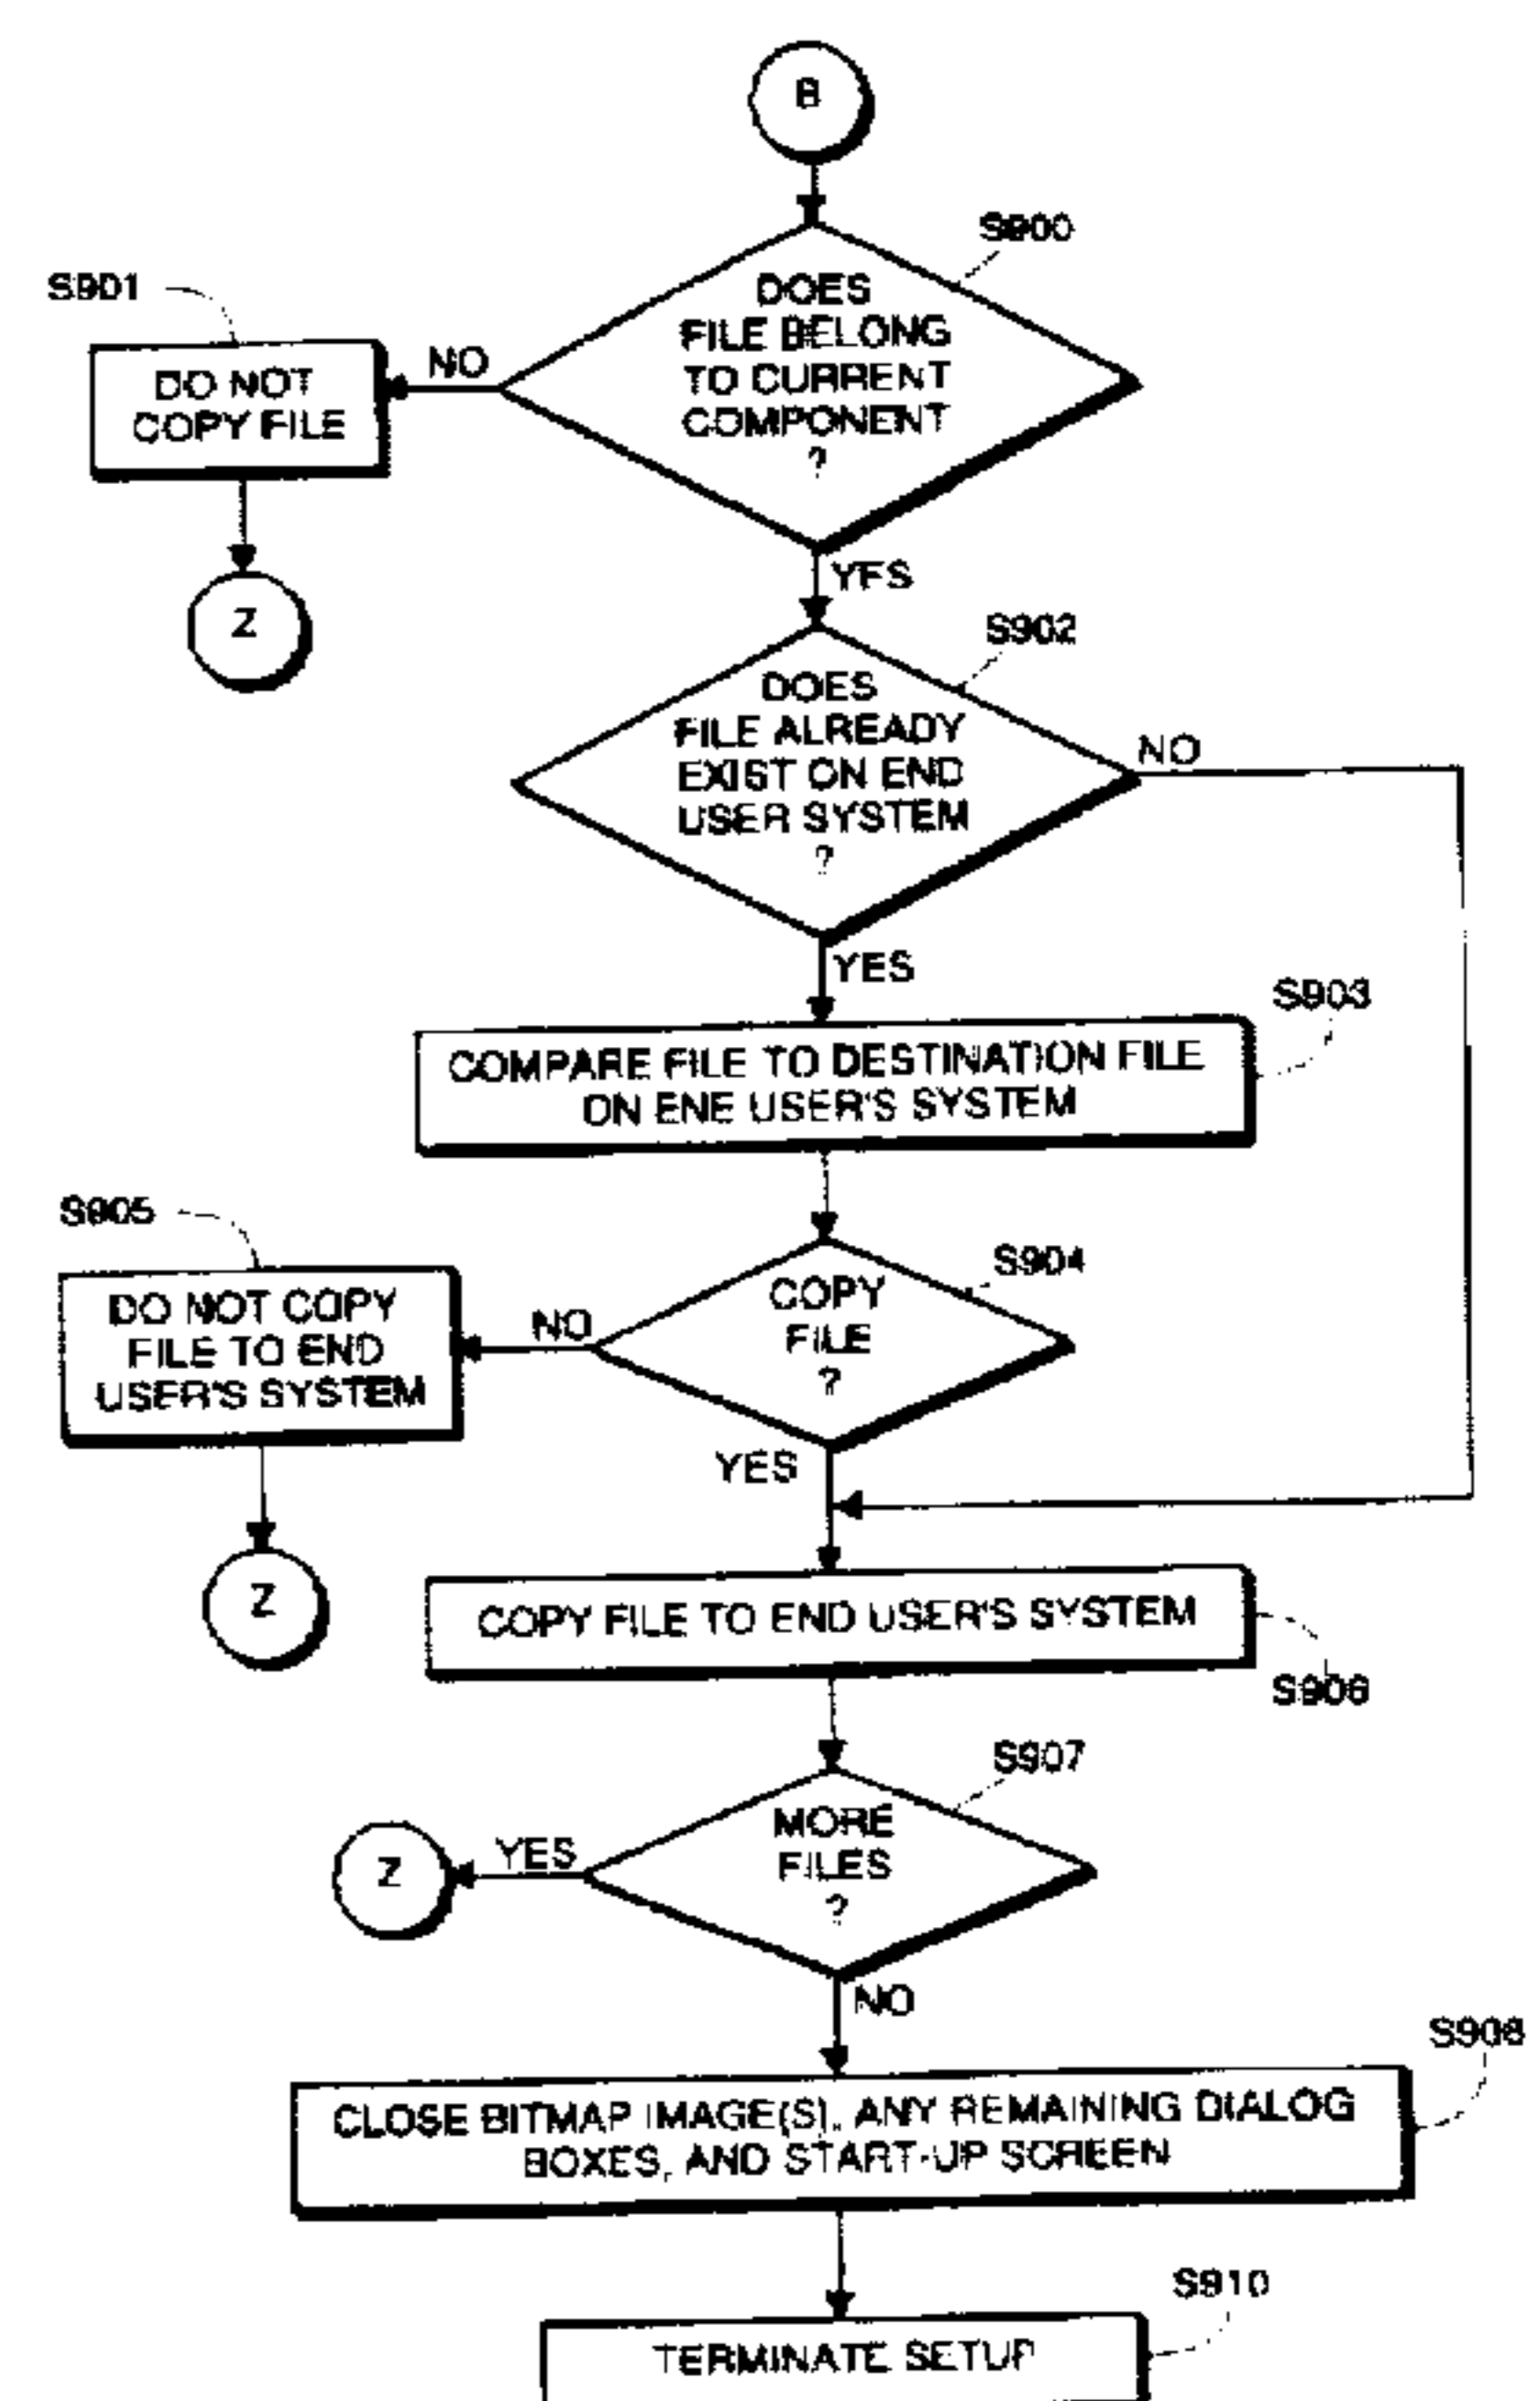 B
S900
DOES
FILE BELONG
TO CURRENT
COMPONENT
?
S901
NO
DO NOT
COPY FILE
Z
YES
S902
DOES
FILE ALREADY
EXIST ON END
USER SYSTEM
?
NO
YES
S903
COMPARE FILE TO DESTINATION FILE
ON ENE USER'S SYSTEM
S904
COPY
FILE
?
S905
NO
DO NOT COPY
FILE TO END
USER'S SYSTEM
Z
YES
COPY FILE TO END USER'S SYSTEM
S906
S907
MORE
FILES
?
YES
Z
NO
S908
CLOSE BITMAP IMAGE(S), ANY REMAINING DIALOG
BOXES, AND START-UP SCREEN
S910
TERMINATE SETUP